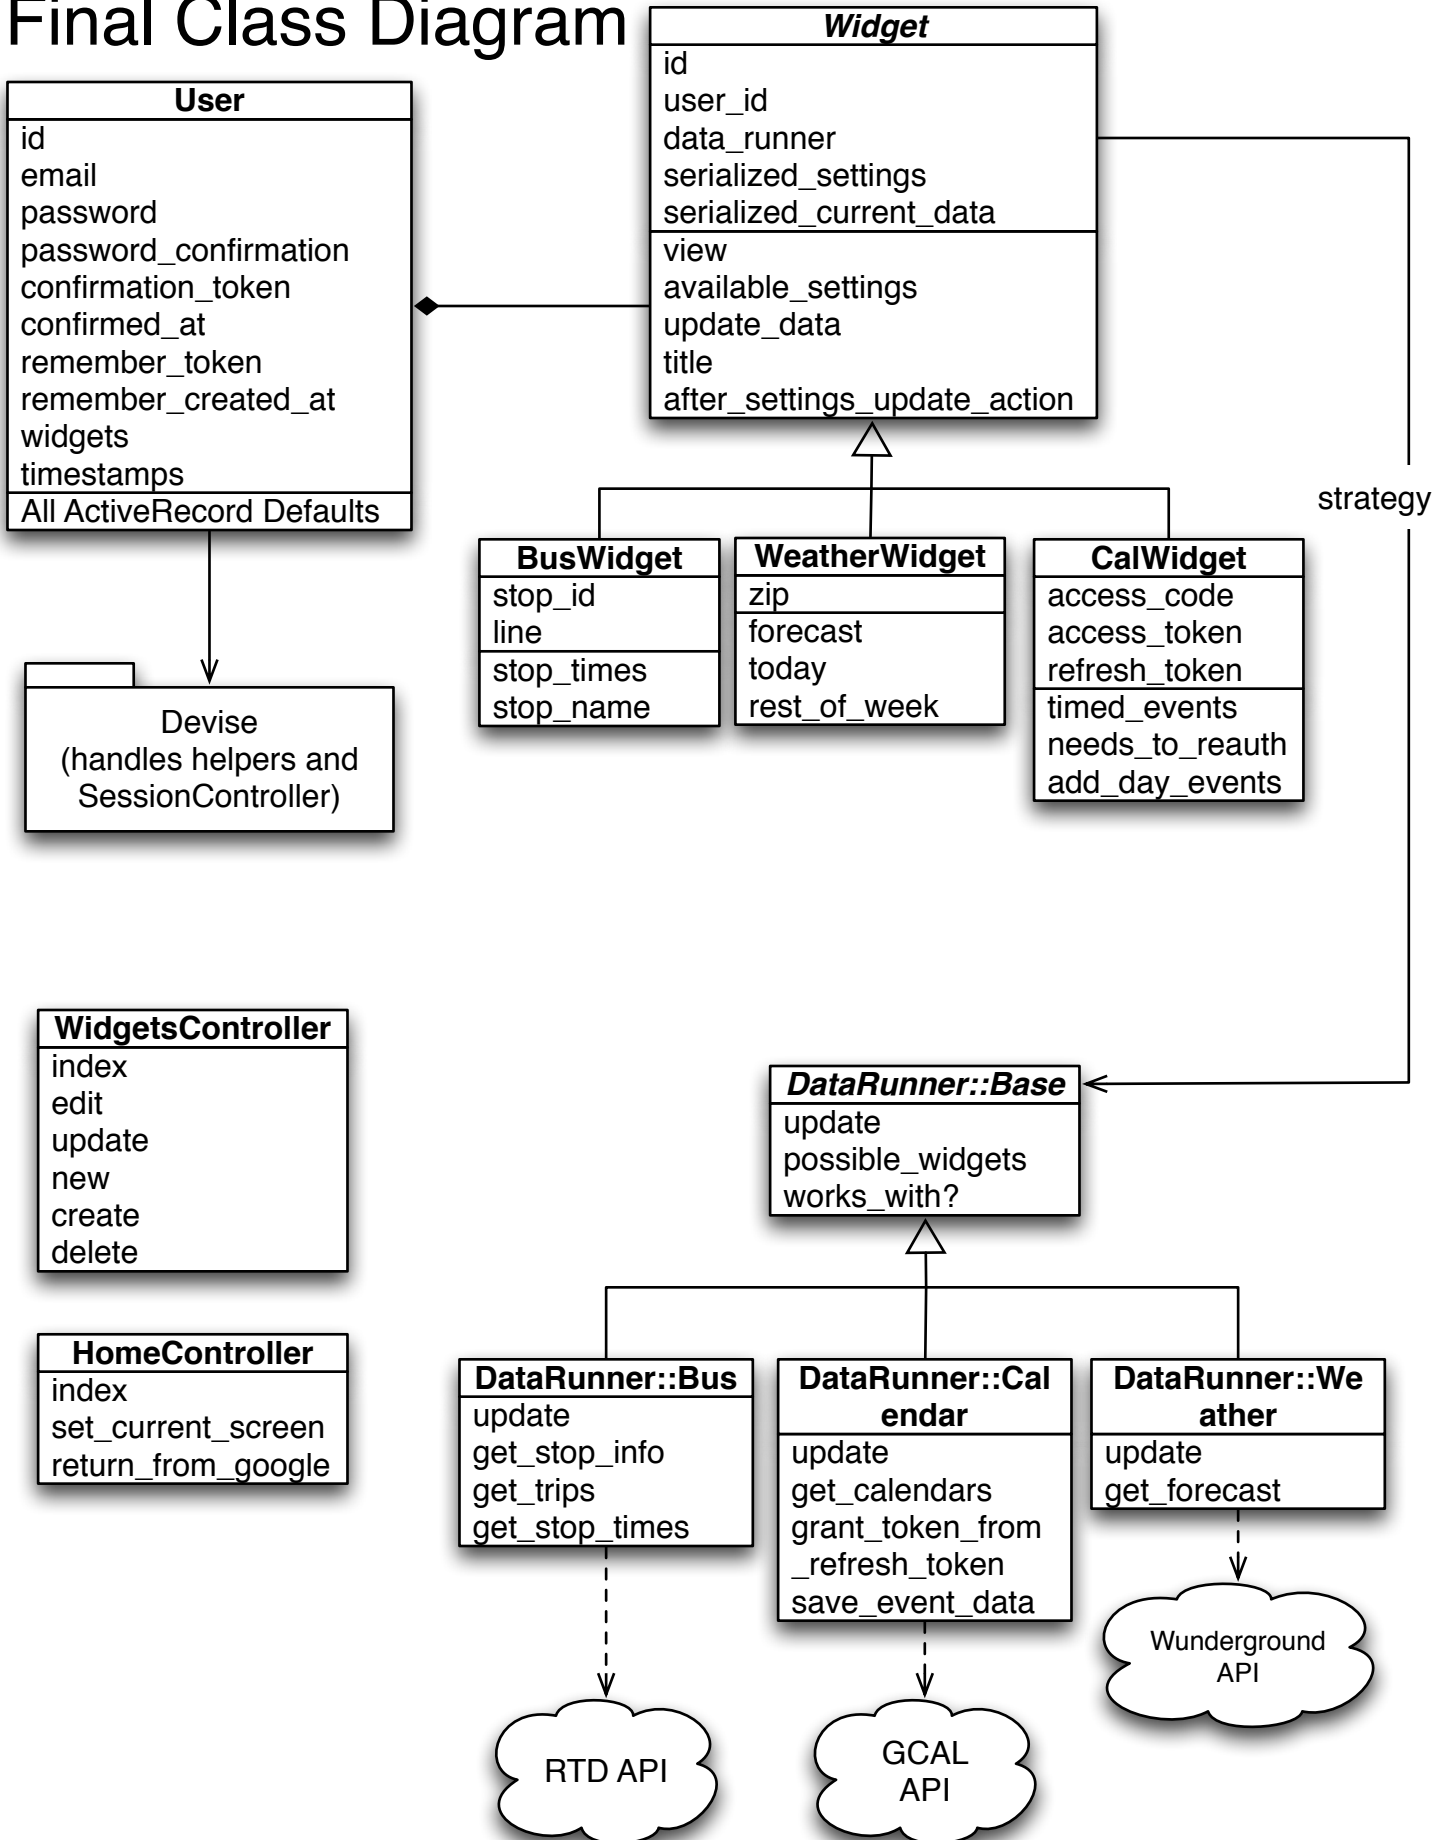 Final Class Diagram
Widget
id
user_id
data_runner
serialized_settings
serialized_current_data
view
available_settings
update_data
title
after_settings_update_action
User
id
email
password
password_confirmation
confirmation_token
confirmed_at
remember_token
remember_created_at
widgets
timestamps
All ActiveRecord Defaults
strategy
BusWidget
stop_id
line
stop_times
stop_name
WeatherWidget
zip
forecast
today
rest_of_week
CalWidget
access_code
access_token
refresh_token
timed_events
needs_to_reauth
add_day_events
Devise
(handles helpers and
SessionController)
WidgetsController
index
edit
update
new
create
delete
DataRunner::Base
update
possible_widgets
works_with?
HomeController
index
set_current_screen
return_from_google
DataRunner::Bus
update
get_stop_info
get_trips
get_stop_times
DataRunner::Cal
endar
update
get_calendars
grant_token_from
_refresh_token
save_event_data
DataRunner::We
ather
update
get_forecast
Wunderground
API
RTD API
GCAL
API